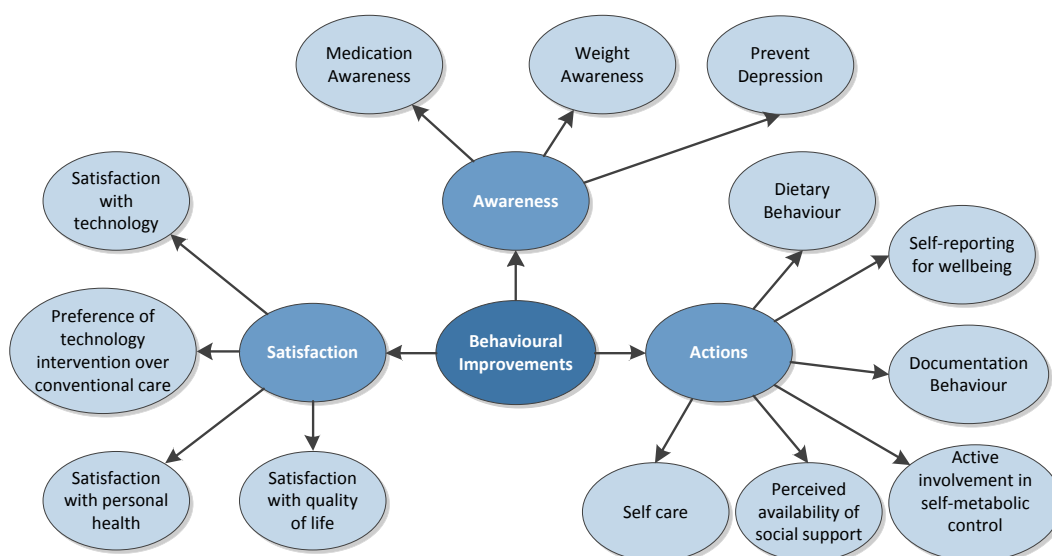 Medication
Awareness
Weight
Awareness
Prevent
Depression
Awareness
Satisfaction
with
technology
Dietary
Behaviour
Self-reporting
for wellbeing
Preference of
technology
intervention over
conventional care
Satisfaction
Behavioural
Improvements
Actions
Documentation
Behaviour
Satisfaction
with personal
health
Satisfaction
with quality
of life
Self care
Perceived
availability of
social support
Active
involvement in
self-metabolic
control